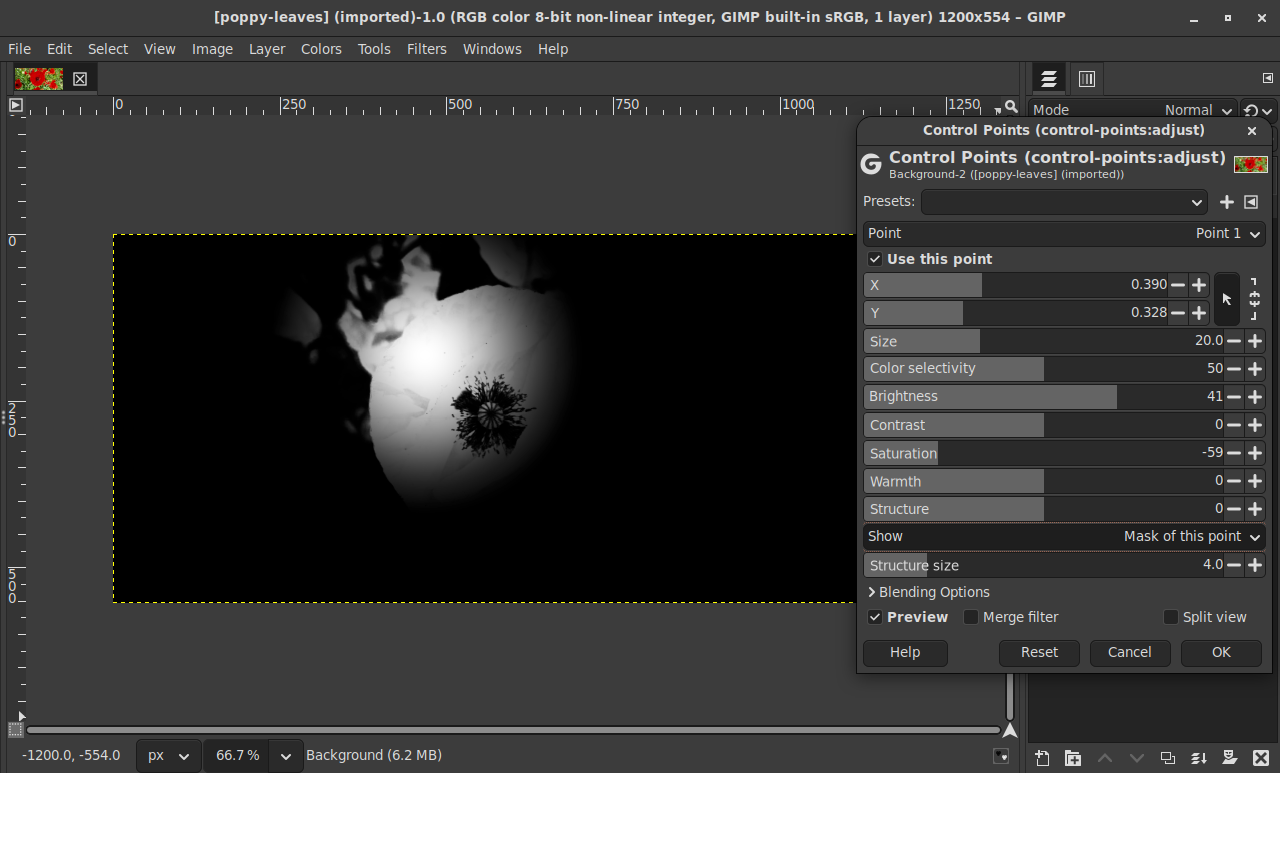 [poppy-leaves] (imported)-1.0 (RGB color 8-bit non-linear integer, GIMP built-in sRGB, 1 layer) 1200x554 – GIMP
File Edit Select View Image Layer Colors Tools Filters Windows Help
0 250 500 750 1000 1250
Mode Normal
Control Points (control-points:adjust)
Control Points (control-points:adjust)
Background-2 ([poppy-leaves] (imported))
Presets:
Point Point 1
Use this point
X 0.390
Y 0.328
Size 20.0
Color selectivity 50
Brightness 41
Contrast 0
Saturation -59
Warmth 0
Structure 0
Show Mask of this point
Structure size 4.0
Blending Options
Preview Merge filter Split view
Help Reset Cancel OK
0
250
500
-1200.0, -554.0 px 66.7 % Background (6.2 MB)